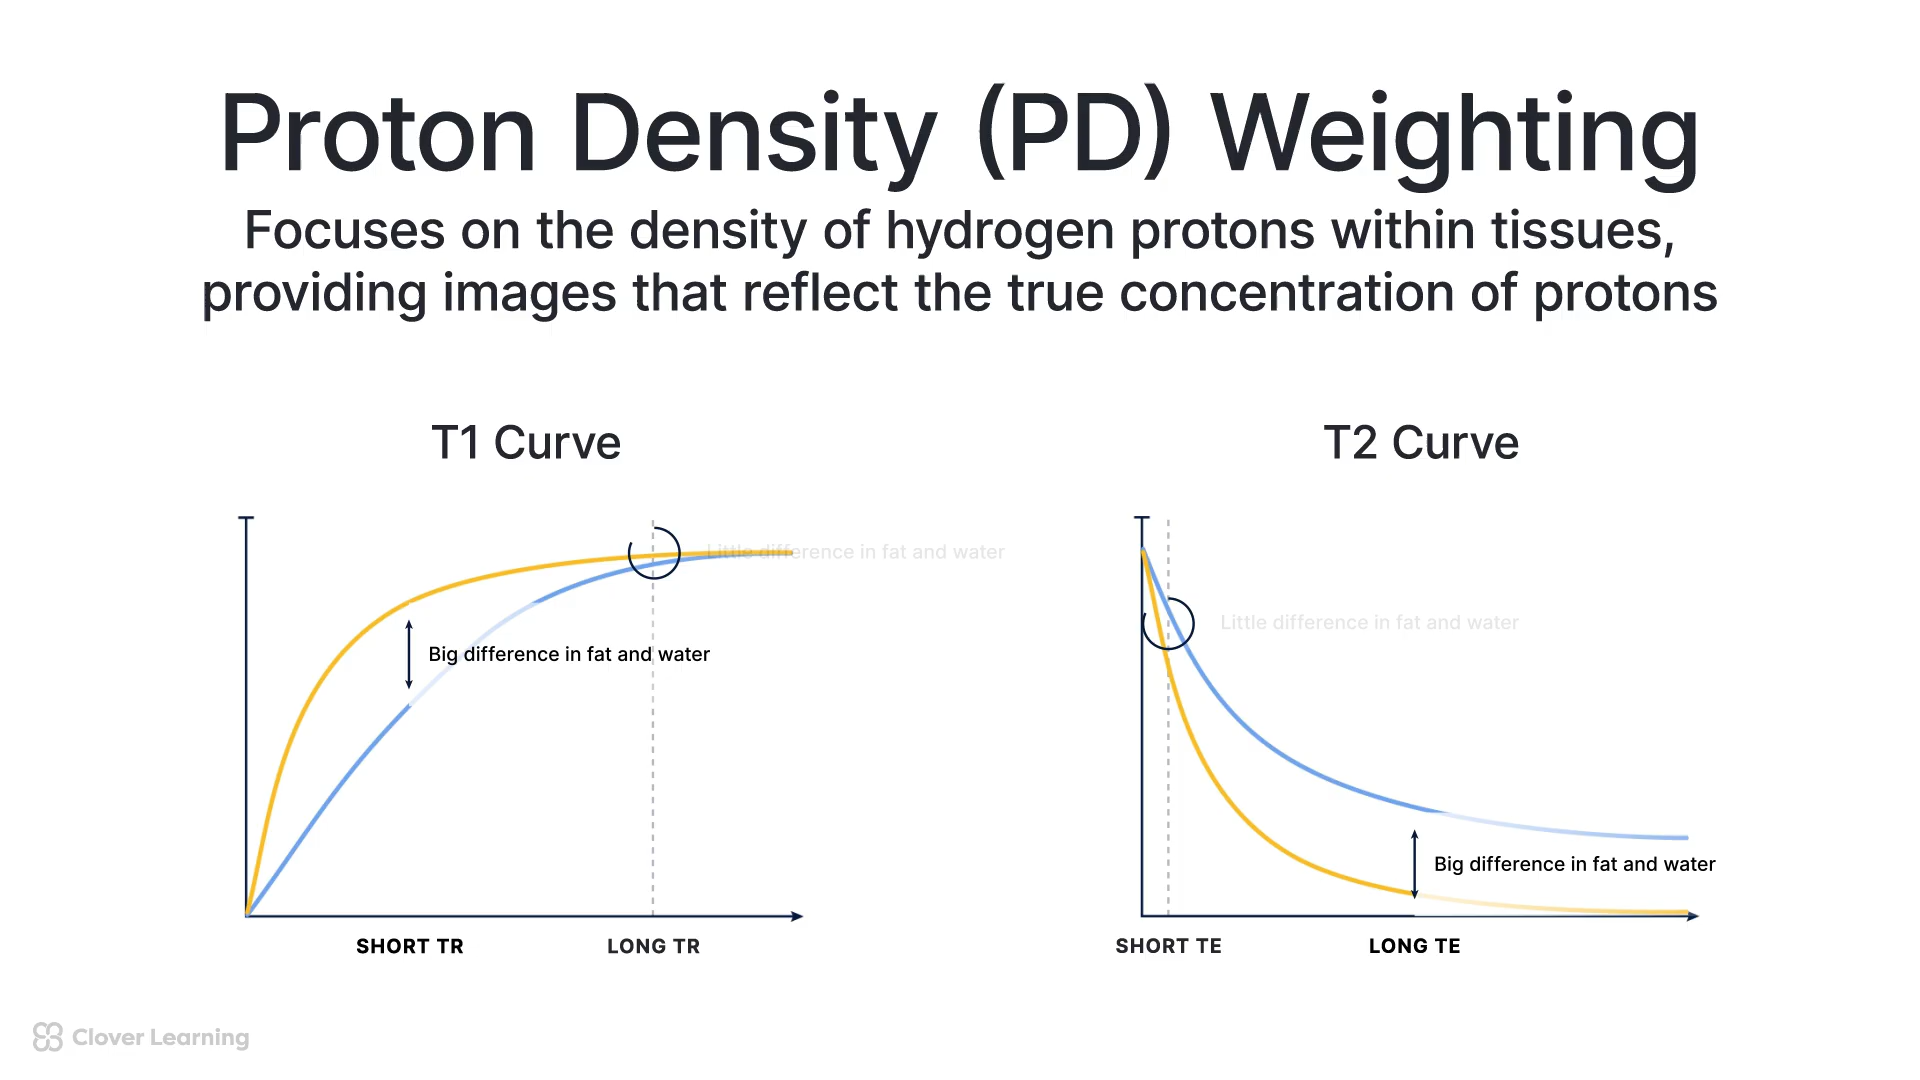 Proton Density (PD) Weighting
Focuses on the density of hydrogen protons within tissues,
providing images that reflect the true concentration of protons
T1 Curve
Little difference in fat and water
Big difference in fat and water
SHORT TR
LONG TR
T2 Curve
Little difference in fat and water
Big difference in fat and water
SHORT TE
LONG TE
Clover Learning